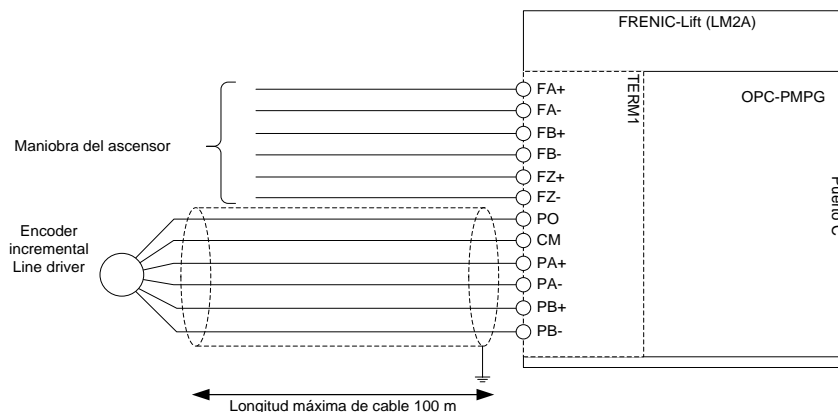 FRENIC-Lift (LM2A)
TERM1
OPC-PMPG
Puerto C
Maniobra del ascensor
FA+
FA-
FB+
FB-
FZ+
FZ-
Encoder
incremental
Line driver
PO
CM
PA+
PA-
PB+
PB-
Longitud máxima de cable 100 m